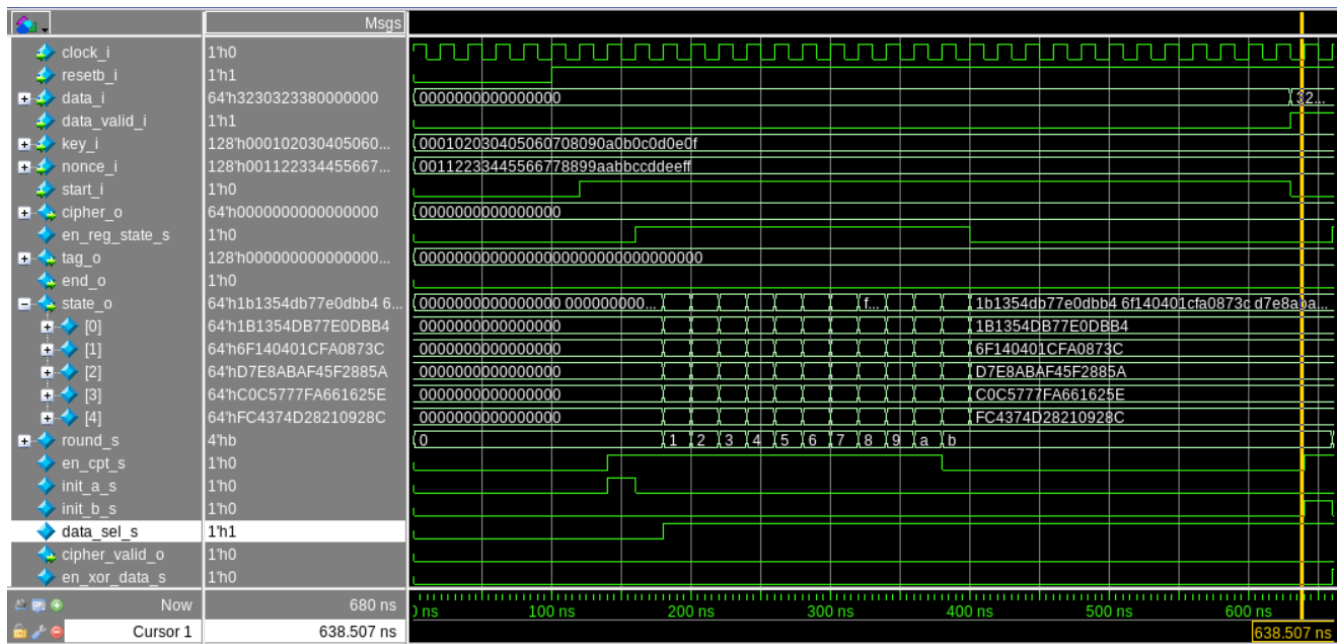 Msgs
clock_i 1'h0
resetb_i 1'h1
data_i 64'h3230323380000000 0000000000000000 32...
data_valid_i 1'h1
key_i 128'h000102030405060... 000102030405060708090a0b0c0d0e0f
nonce_i 128'h001122334455667... 00112233445566778899aabbccddeeff
start_i 1'h0
cipher_o 64'h0000000000000000 0000000000000000
en_reg_state_s 1'h0
tag_o 128'h000000000000000... 00000000000000000000000000000000
end_o 1'h0
state_o 64'h1b1354db77e0dbb4 6... 0000000000000000 000000000... f... 1b1354db77e0dbb4 6f140401cfa0873c d7e8aba...
[0] 64'h1B1354DB77E0DBB4 0000000000000000 1B1354DB77E0DBB4
[1] 64'h6F140401CFA0873C 0000000000000000 6F140401CFA0873C
[2] 64'hD7E8ABAF45F2885A 0000000000000000 D7E8ABAF45F2885A
[3] 64'hC0C5777FA661625E 0000000000000000 C0C5777FA661625E
[4] 64'hFC4374D28210928C 0000000000000000 FC4374D28210928C
round_s 4'hb 0 1 2 3 4 5 6 7 8 9 a b
en_cpt_s 1'h0
init_a_s 1'h0
init_b_s 1'h0
data_sel_s 1'h1
cipher_valid_o 1'h0
en_xor_data_s 1'h0
Now 680 ns ns 100 ns 200 ns 300 ns 400 ns 500 ns 600 ns
Cursor 1 638.507 ns 638.507 ns